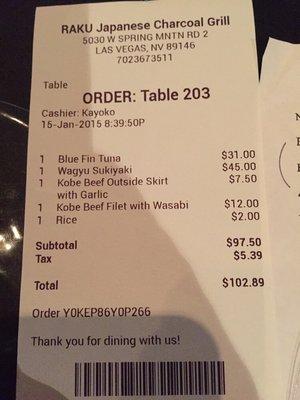 RAKU Japanese Charcoal Grill
5030 W SPRING MNTN RD 2
LAS VEGAS, NV 89146
7023673511
Table
ORDER: Table 203
Cashier: Kayoko
15-Jan-2015 8:39:50P
1 Blue Fin Tuna $31.00
1 Wagyu Sukiyaki $45.00
1 Kobe Beef Outside Skirt $7.50
with Garlic
1 Kobe Beef Filet with Wasabi $12.00
1 Rice $2.00
Subtotal $97.50
Tax $5.39
Total $102.89
Order Y0KEP86Y0P266
Thank you for dining with us!